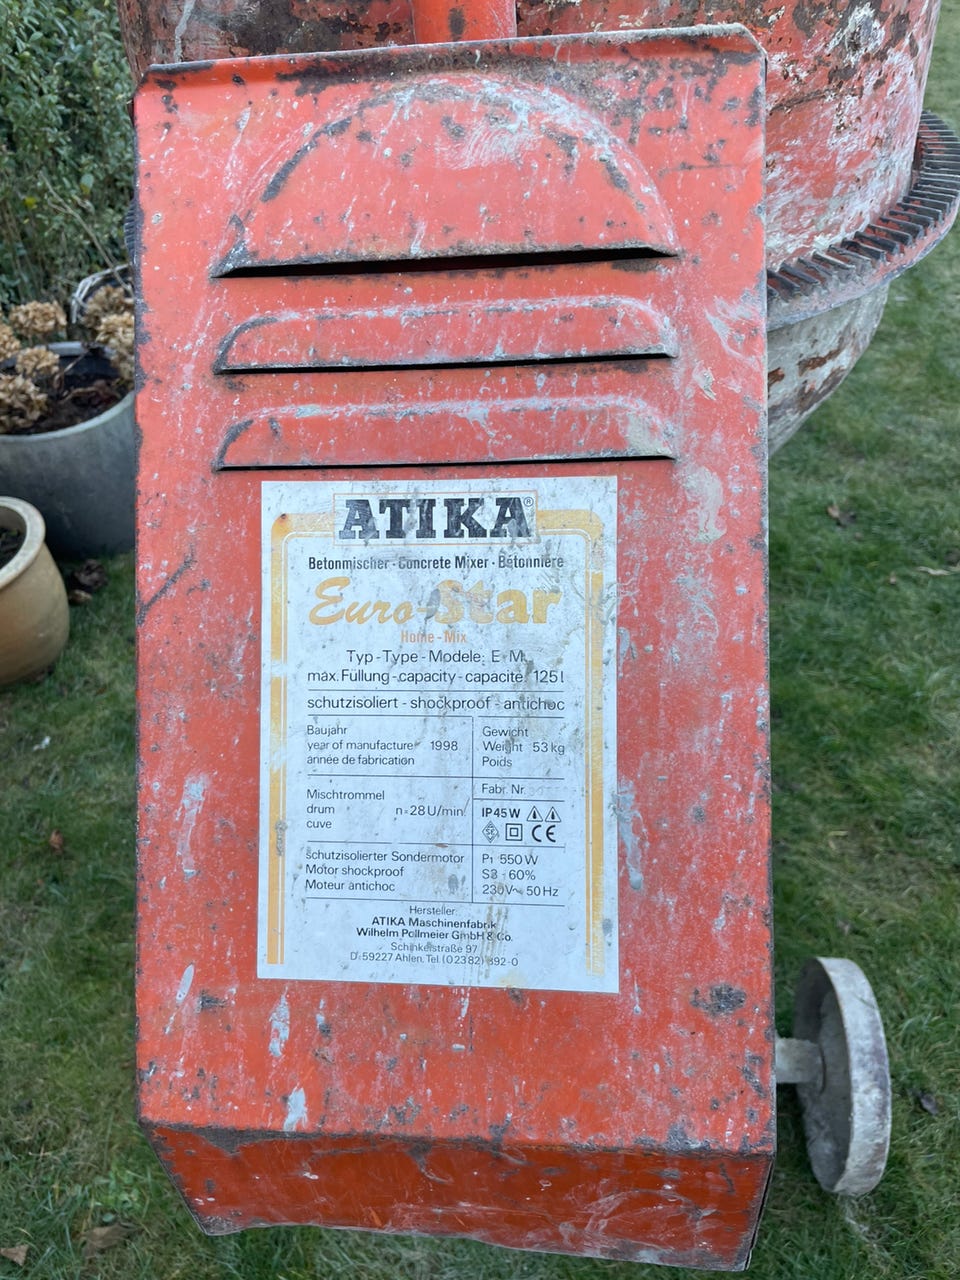 ATIKA®
Betonmischer - Concrete Mixer - Bétonnière
Euro-Star
Home - Mix
Typ - Type - Modele: E M
max. Füllung - capacity - capacite 125 l
schutzisoliert - shockproof - antichoc
Baujahr
year of manufacture 1998
année de fabrication
Gewicht
Weight 53 kg
Poids
Mischtrommel
drum n=28 U/min.
cuve
Fabr. Nr.
IP45W
CE
schutzisolierter Sondermotor
Motor shockproof
Moteur antichoc
P1 550 W
S3 - 60%
230V~ 50 Hz
Hersteller:
ATIKA Maschinenfabrik
Wilhelm Pollmeier GmbH & Co.
Schinkelstraße 97
D-59227 Ahlen, Tel. (02382) 892-0